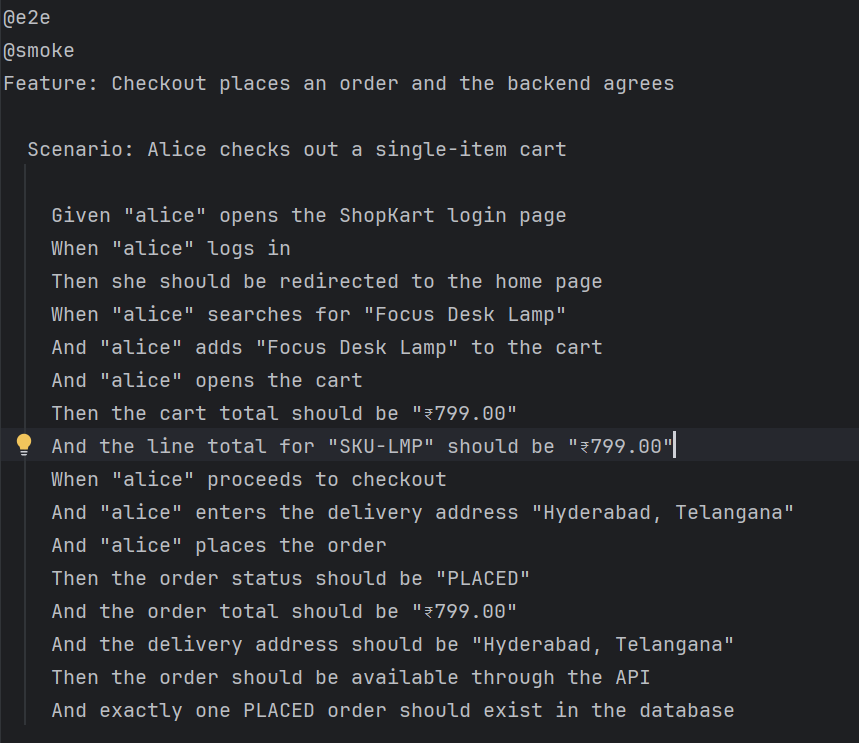 @e2e
@smoke
Feature: Checkout places an order and the backend agrees
Scenario: Alice checks out a single-item cart
Given "alice" opens the ShopKart login page
When "alice" logs in
Then she should be redirected to the home page
When "alice" searches for "Focus Desk Lamp"
And "alice" adds "Focus Desk Lamp" to the cart
And "alice" opens the cart
Then the cart total should be "₹799.00"
And the line total for "SKU-LMP" should be "₹799.00"
When "alice" proceeds to checkout
And "alice" enters the delivery address "Hyderabad, Telangana"
And "alice" places the order
Then the order status should be "PLACED"
And the order total should be "₹799.00"
And the delivery address should be "Hyderabad, Telangana"
Then the order should be available through the API
And exactly one PLACED order should exist in the database